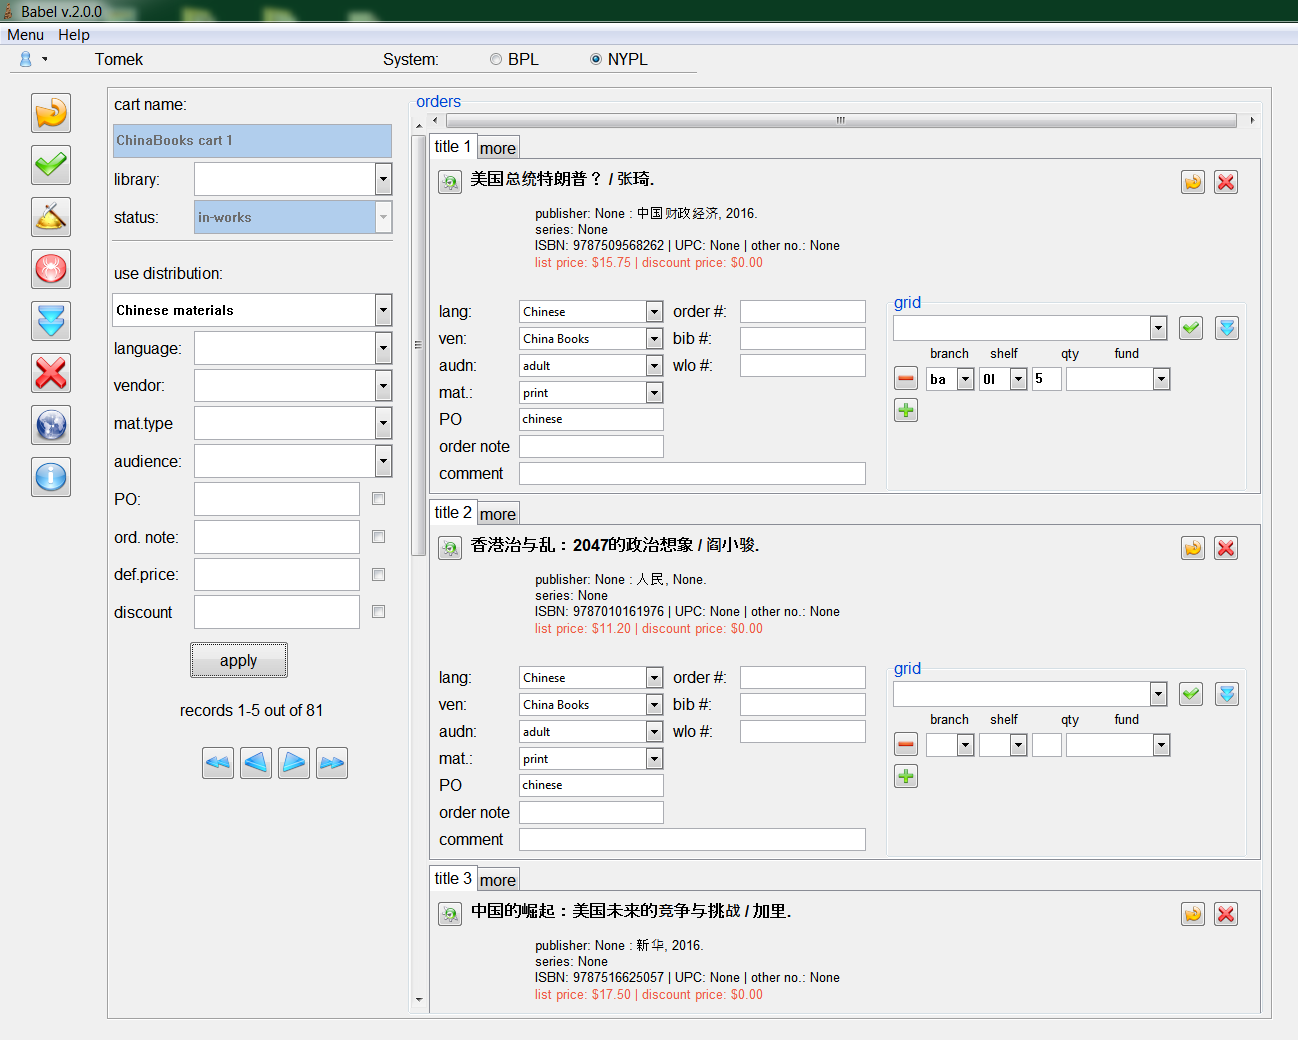 Babel v.2.0.0
Menu Help
Tomek System: BPL NYPL
cart name:
ChinaBooks cart 1
library:
status: in-works
use distribution:
Chinese materials
language:
vendor:
mat.type
audience:
PO:
ord. note:
def.price:
discount
apply
records 1-5 out of 81
orders
title 1 more
美国总统特朗普？ / 张琦.
publisher: None : 中国财政经济, 2016.
series: None
ISBN: 9787509568262 | UPC: None | other no.: None
list price: $15.75 | discount price: $0.00
lang: Chinese order #:
ven: China Books bib #:
audn: adult wlo #:
mat.: print
PO chinese
order note
comment
grid
branch shelf qty fund
ba 0l 5
title 2 more
香港治与乱：2047的政治想象 / 阎小骏.
publisher: None : 人民, None.
series: None
ISBN: 9787010161976 | UPC: None | other no.: None
list price: $11.20 | discount price: $0.00
lang: Chinese order #:
ven: China Books bib #:
audn: adult wlo #:
mat.: print
PO chinese
order note
comment
grid
branch shelf qty fund
title 3 more
中国的崛起：美国未来的竞争与挑战 / 加里.
publisher: None : 新华, 2016.
series: None
ISBN: 9787516625057 | UPC: None | other no.: None
list price: $17.50 | discount price: $0.00